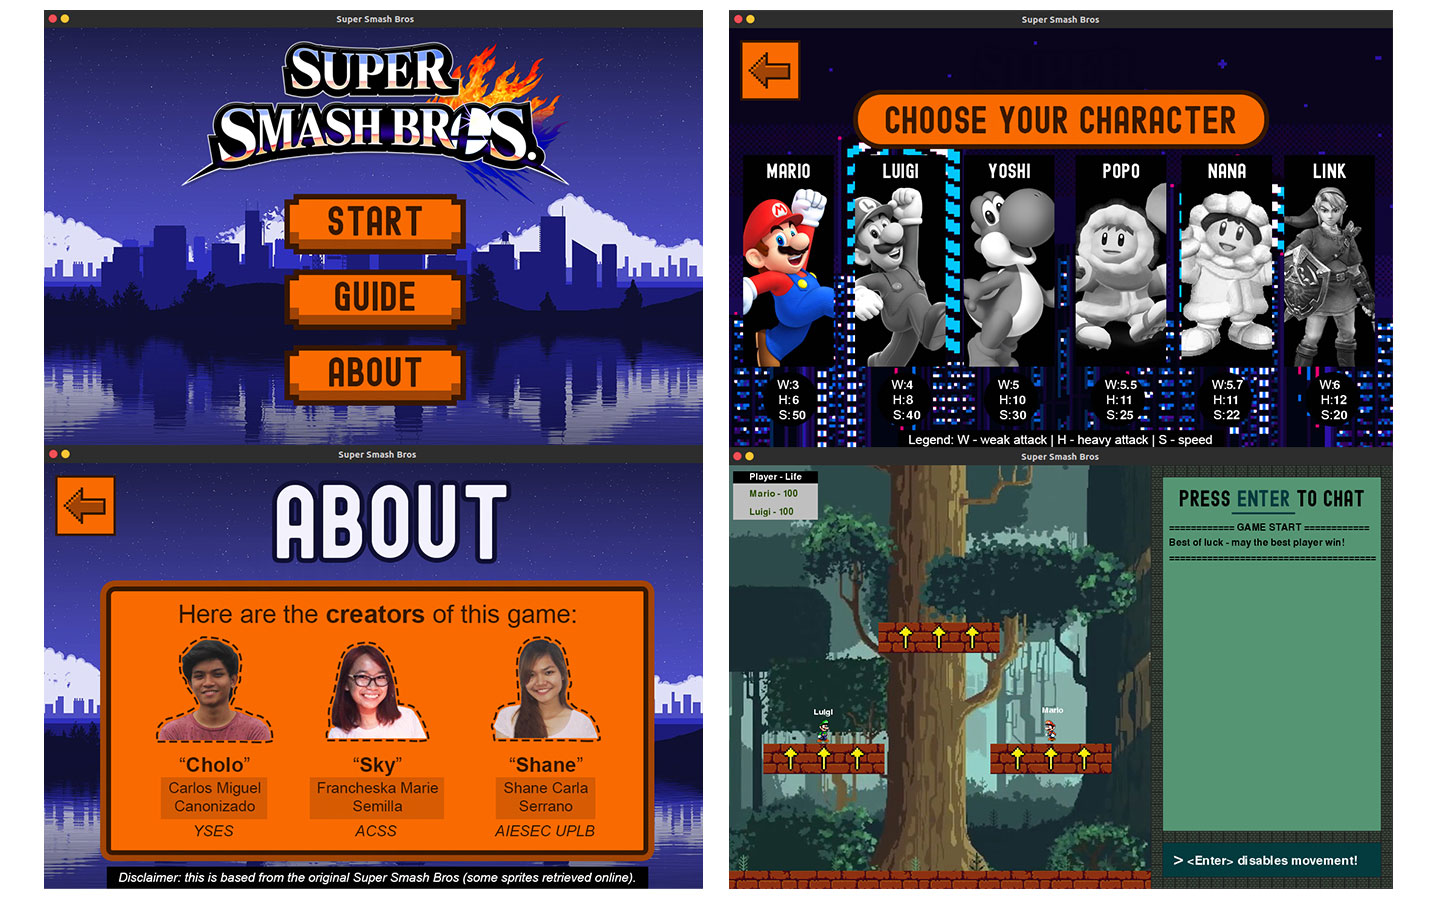 Super Smash Bros
SUPER
SMASH BROS.
START
GUIDE
ABOUT
Super Smash Bros
CHOOSE YOUR CHARACTER
MARIO LUIGI YOSHI POPO NANA LINK
W:3 W:4 W:5 W:5.5 W:5.7 W:6
H:6 H:8 H:10 H:11 H:11 H:12
S:50 S:40 S:30 S:25 S:22 S:20
Legend: W - weak attack | H - heavy attack | S - speed
Super Smash Bros
ABOUT
Here are the creators of this game:
“Cholo” “Sky” “Shane”
Carlos Miguel Francheska Marie Shane Carla
Canonizado Semilla Serrano
YSES ACSS AIESEC UPLB
Disclaimer: this is based from the original Super Smash Bros (some sprites retrieved online).
Super Smash Bros
Player - Life
Mario - 100
Luigi - 100
Luigi
Mario
PRESS ENTER TO CHAT
============ GAME START ============
Best of luck - may the best player win!
======================================
> <Enter> disables movement!